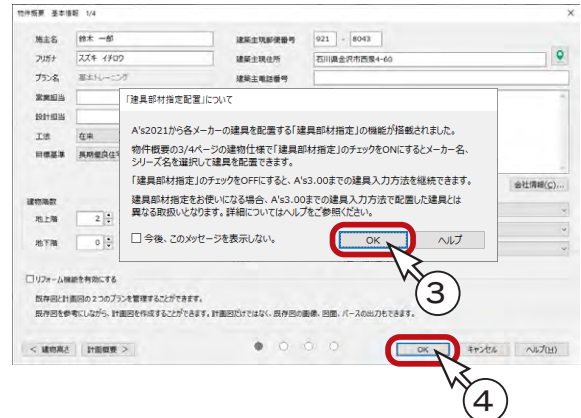 物件概要 基本情報 1/4
施主名 鈴木 一郎 建築主現郵便番号 921 - 8043
フリガナ スズキ イチロウ 建築主現住所 石川県金沢市西泉4-60
プラン名 基本トレーニング 建築主電話番号
営業担当
設計担当
工法 在来
目標基準 長期優良住宅
「建具部材指定配置」について
A's2021から各メーカーの建具を配置する「建具部材指定」の機能が搭載されました。
物件概要の3/4ページの建物仕様で「建具部材指定」のチェックをONにするとメーカー名、
シリーズ名を選択して建具を配置できます。
「建具部材指定」のチェックをOFFにすると、A's3.00までの建具入力方法を継続できます。
建具部材指定をお使いになる場合、A's3.00までの建具入力方法で配置した建具とは
異なる取扱いとなります。詳細についてはヘルプをご参照ください。
今後、このメッセージを表示しない。 OK ヘルプ
③
会社情報(C)...
建物階数
地上階 2
地下階 0
リフォーム機能を有効にする
既存図と計画図の2つのプランを管理することができます。
既存図を参考にしながら、計画図を作成することができます。計画図だけではなく、既存図の画像、図面、パースの出力もできます。
< 建物高さ 計画概要 > OK キャンセル ヘルプ(H)
④